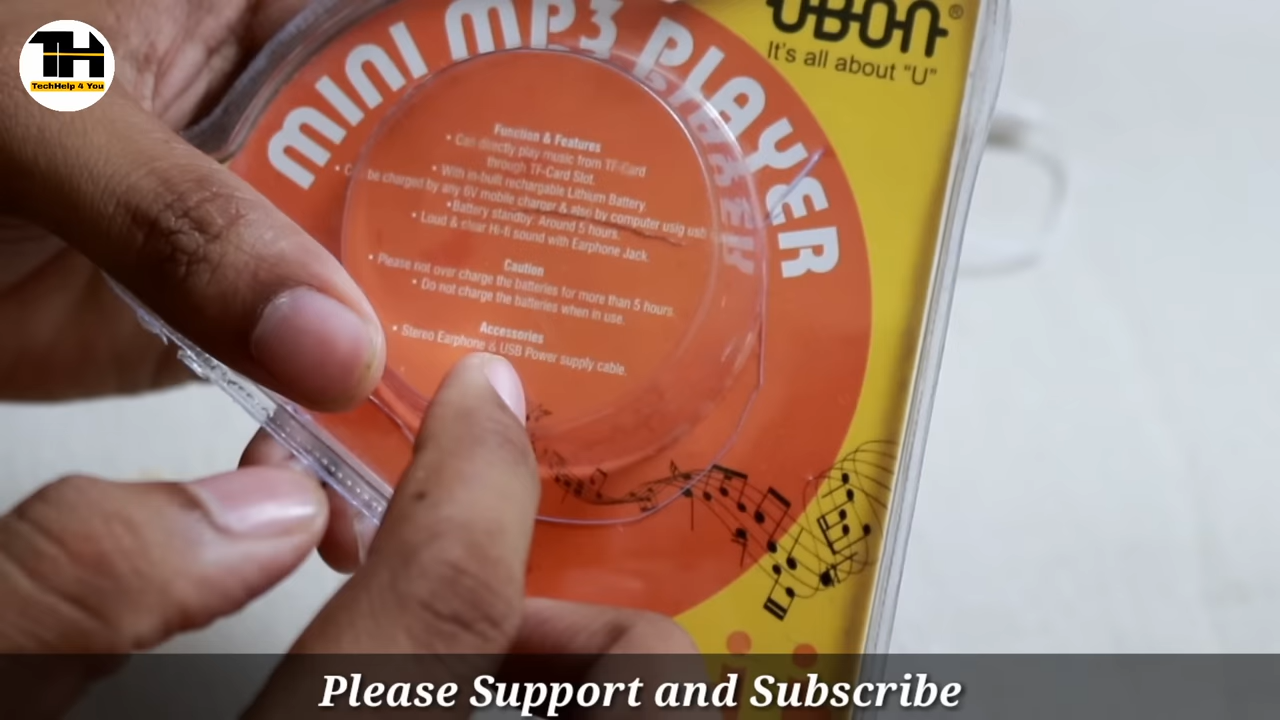 TH
TechHelp 4 You
UBON®
It's all about "U"
MINI MP3 PLAYER
Function & Features
• Can directly play music from TF-Card
through TF-Card Slot.
• With in-built rechargable Lithium Battery.
• C be charged by any 6V mobile charger & also by computer usig usb
• Battery standby: Around 5 hours.
• Loud & clear Hi-fi sound with Earphone Jack.
Caution
• Please not over charge the batteries for more than 5 hours.
• Do not charge the batteries when in use.
Accessories
• Stereo Earphone & USB Power supply cable.
Please Support and Subscribe